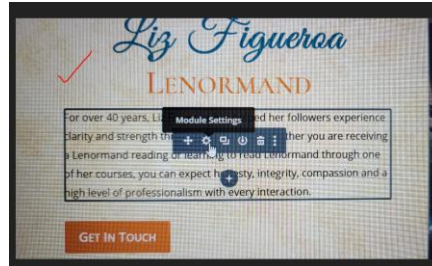 Liz Figueroa
LENORMAND
For over 40 years, Module Settings ed her followers experience
clarity and strength ther you are receiving
a Lenormand reading or learning to read Lenormand through one
of her courses, you can expect honesty, integrity, compassion and a
high level of professionalism with every interaction.
GET IN TOUCH